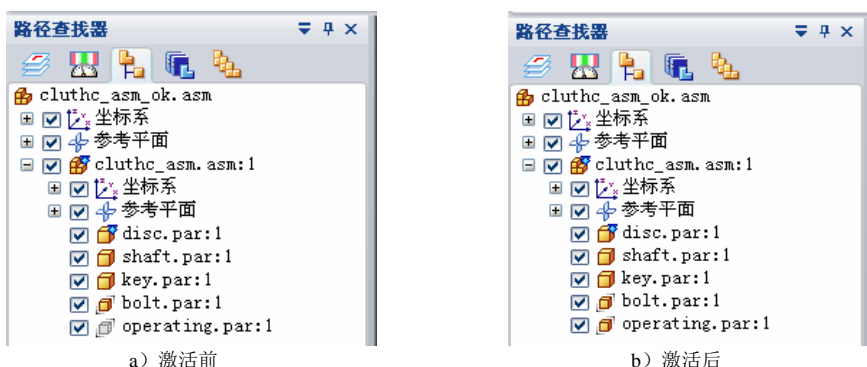 路径查找器
cluthc_asm_ok.asm
坐标系
参考平面
cluthc_asm.asm:1
坐标系
参考平面
disc.par:1
shaft.par:1
key.par:1
bolt.par:1
operating.par:1
a）激活前
路径查找器
cluthc_asm_ok.asm
坐标系
参考平面
cluthc_asm.asm:1
坐标系
参考平面
disc.par:1
shaft.par:1
key.par:1
bolt.par:1
operating.par:1
b）激活后